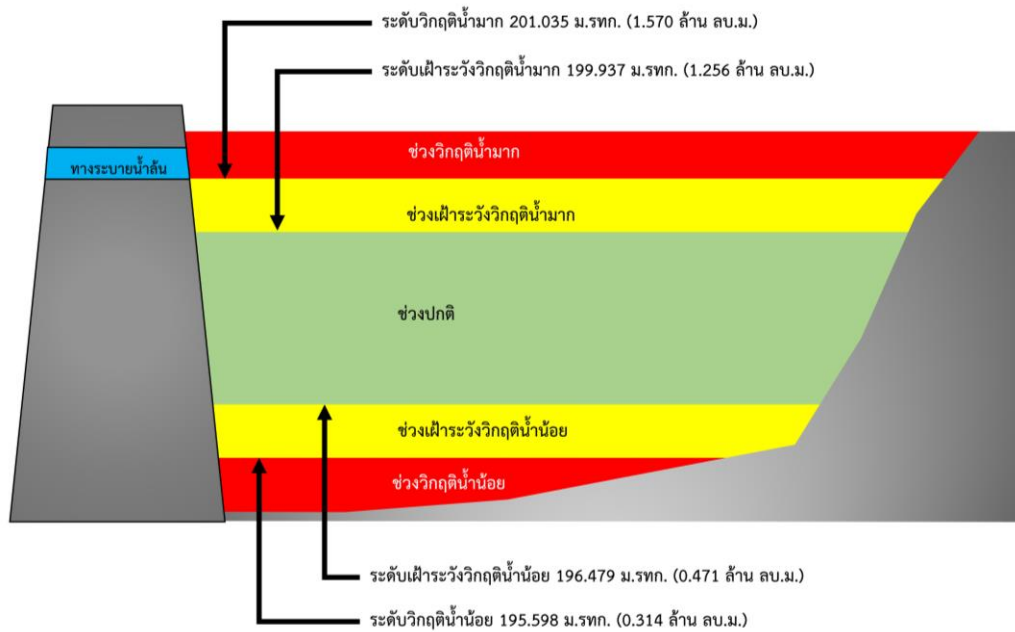 ระดับวิกฤติน้ำมาก 201.035 ม.รทก. (1.570 ล้าน ลบ.ม.)
ระดับเฝ้าระวังวิกฤติน้ำมาก 199.937 ม.รทก. (1.256 ล้าน ลบ.ม.)
ช่วงวิกฤติน้ำมาก
ทางระบายน้ำล้น
ช่วงเฝ้าระวังวิกฤติน้ำมาก
ช่วงปกติ
ช่วงเฝ้าระวังวิกฤติน้ำน้อย
ช่วงวิกฤติน้ำน้อย
ระดับเฝ้าระวังวิกฤติน้ำน้อย 196.479 ม.รทก. (0.471 ล้าน ลบ.ม.)
ระดับวิกฤติน้ำน้อย 195.598 ม.รทก. (0.314 ล้าน ลบ.ม.)